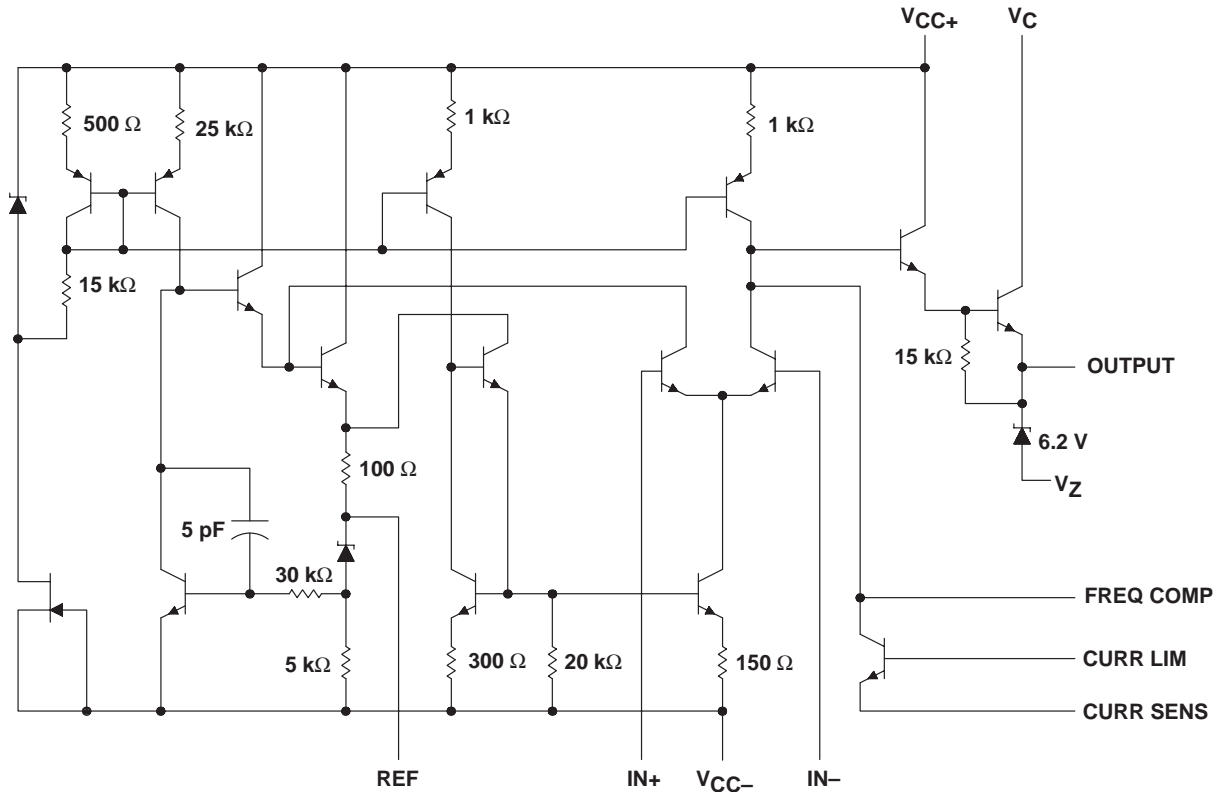 VCC+
VC
500 Ω
25 kΩ
1 kΩ
1 kΩ
15 kΩ
15 kΩ
OUTPUT
6.2 V
VZ
100 Ω
5 pF
30 kΩ
FREQ COMP
5 kΩ
300 Ω
20 kΩ
150 Ω
CURR LIM
CURR SENS
REF
IN+
VCC–
IN–